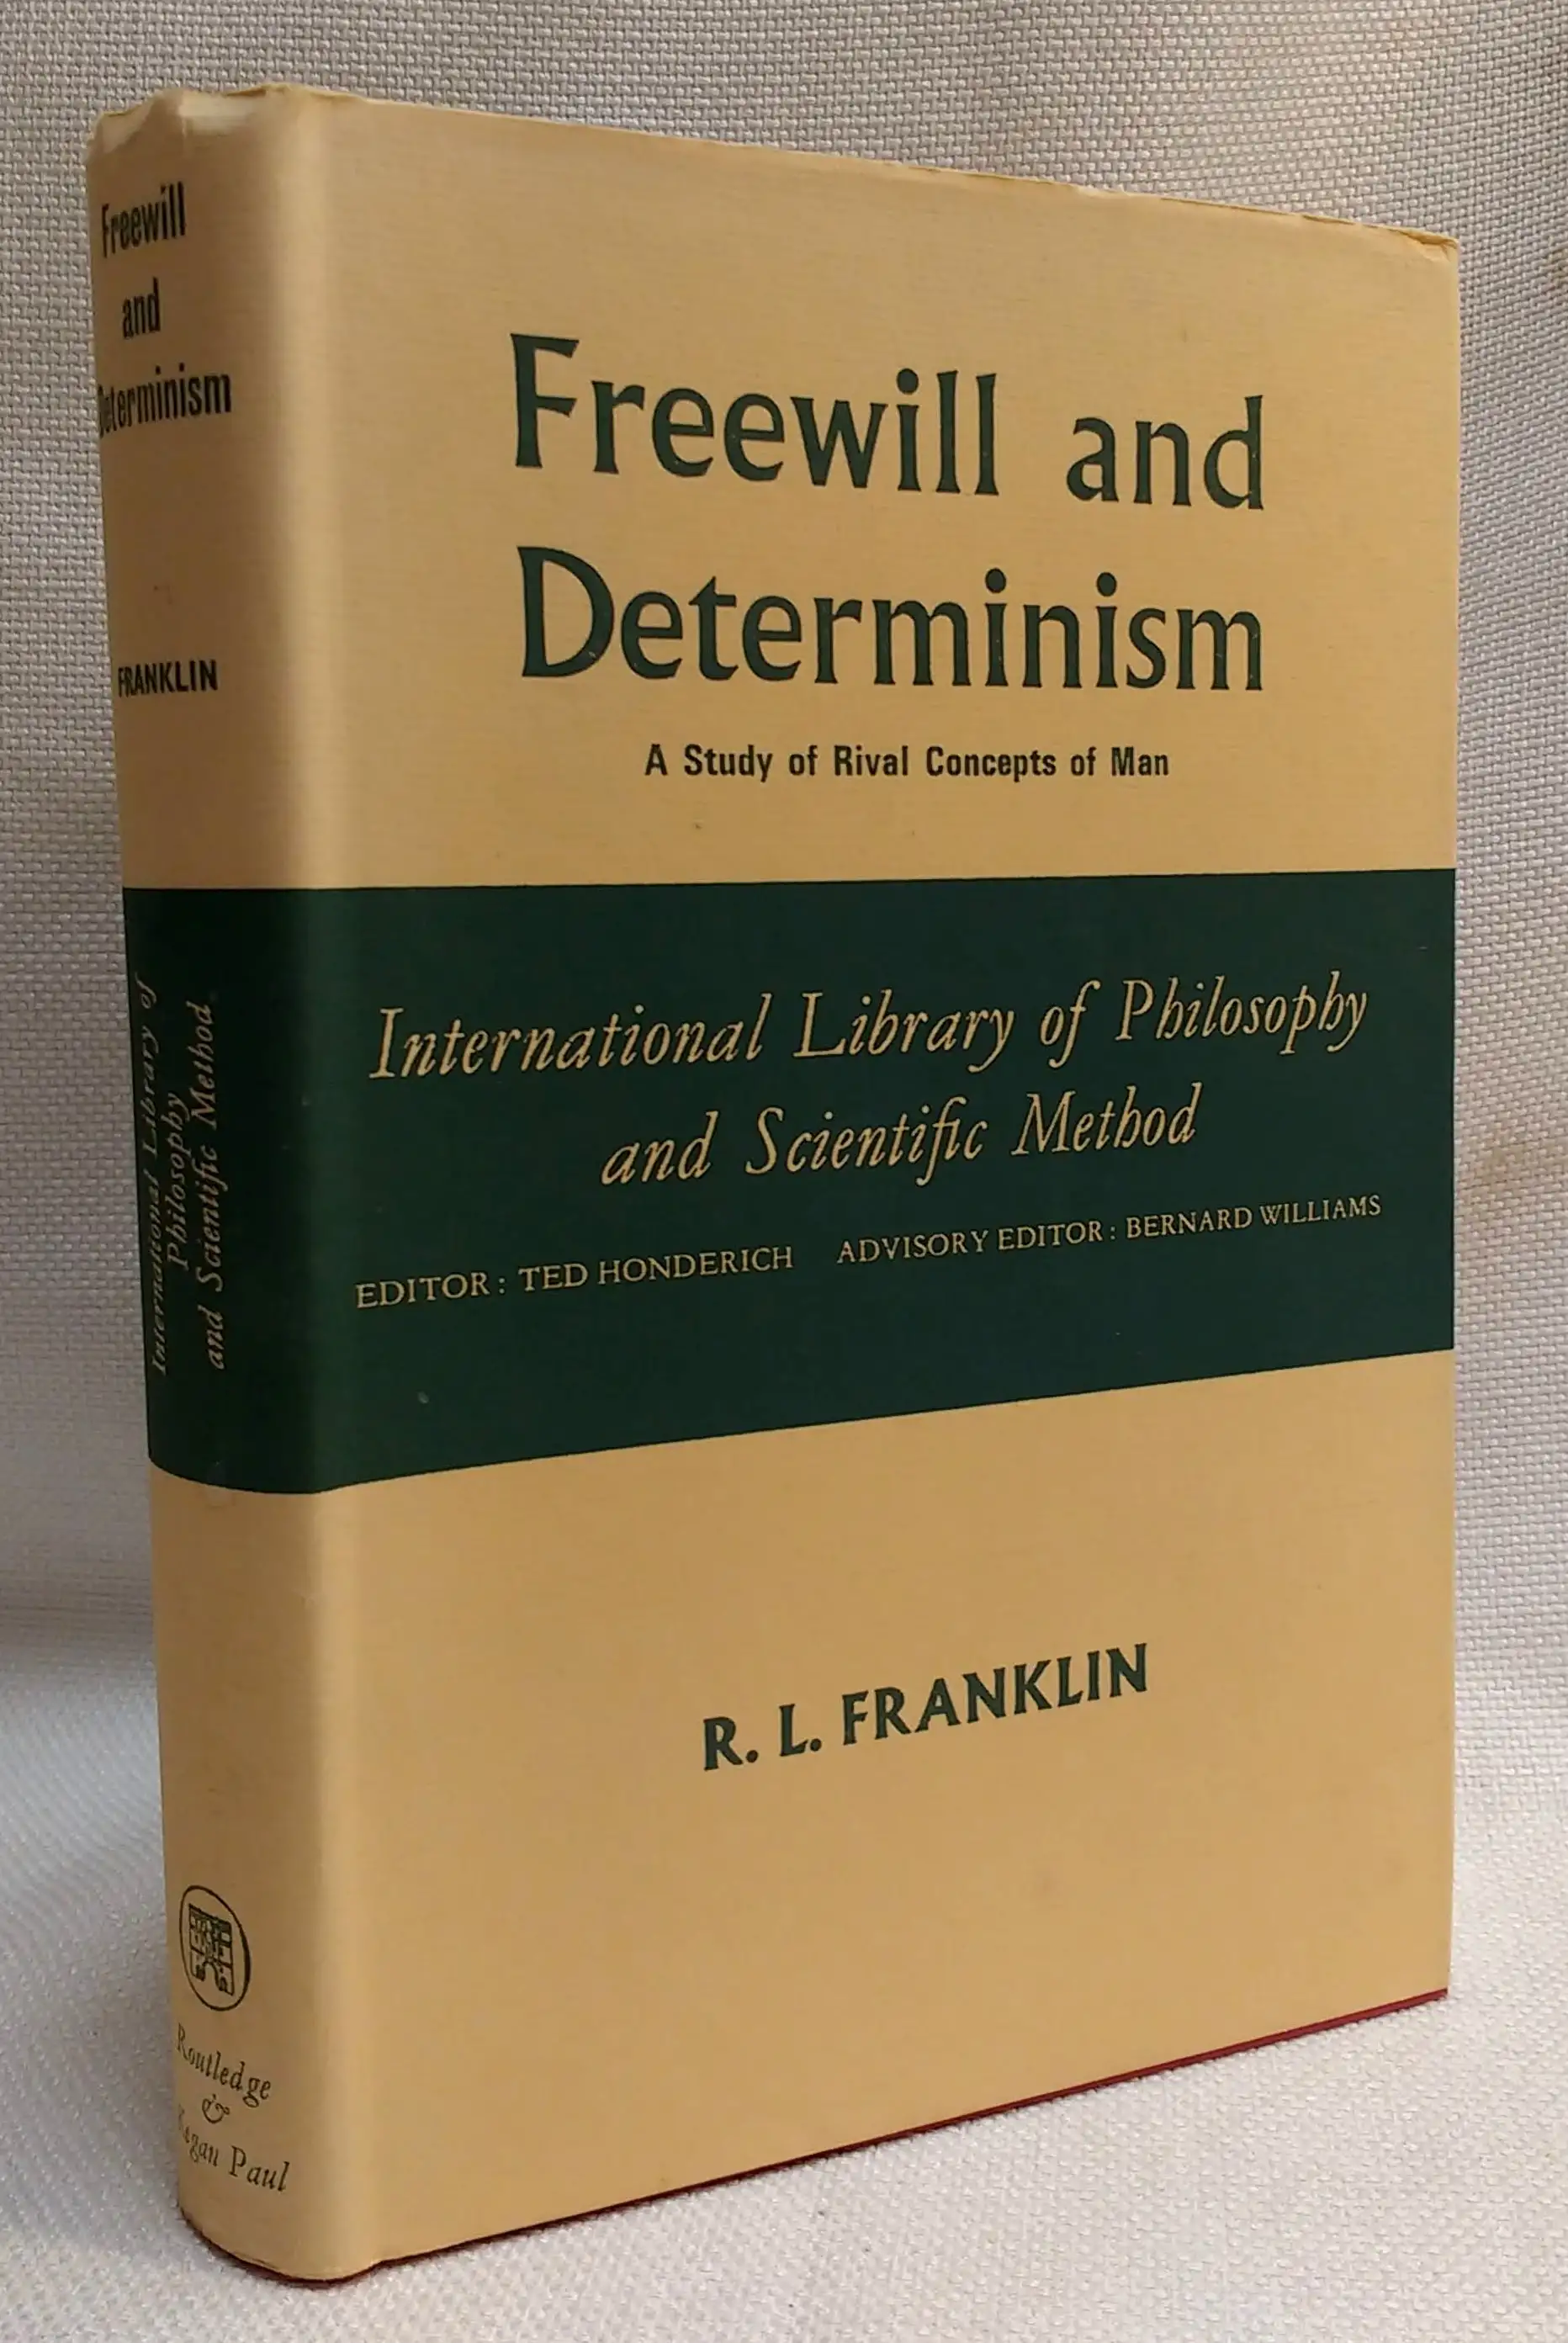 Freewill
and
Determinism
FRANKLIN
International Library of
Philosophy
and Scientific Method
Routledge
&
Kegan Paul
Freewill and
Determinism
A Study of Rival Concepts of Man
International Library of Philosophy
and Scientific Method
EDITOR: TED HONDERICH ADVISORY EDITOR: BERNARD WILLIAMS
R. L. FRANKLIN